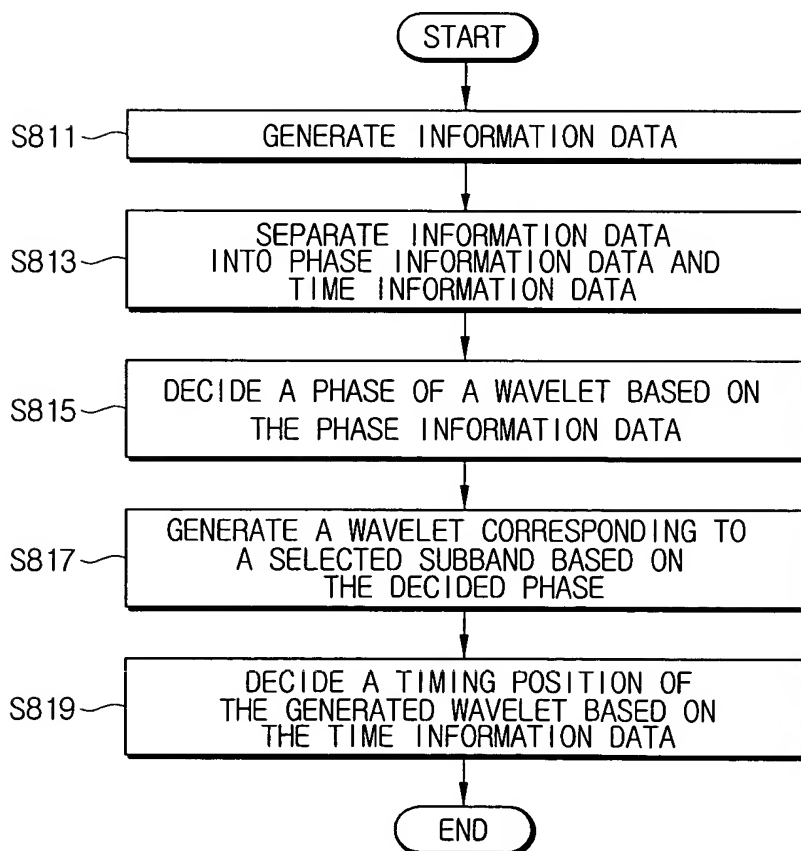 START
S811
GENERATE INFORMATION DATA
S813
SEPARATE INFORMATION DATA
INTO PHASE INFORMATION DATA AND
TIME INFORMATION DATA
S815
DECIDE A PHASE OF A WAVELET BASED ON
THE PHASE INFORMATION DATA
S817
GENERATE A WAVELET CORRESPONDING TO
A SELECTED SUBBAND BASED ON
THE DECIDED PHASE
S819
DECIDE A TIMING POSITION OF
THE GENERATED WAVELET BASED ON
THE TIME INFORMATION DATA
END